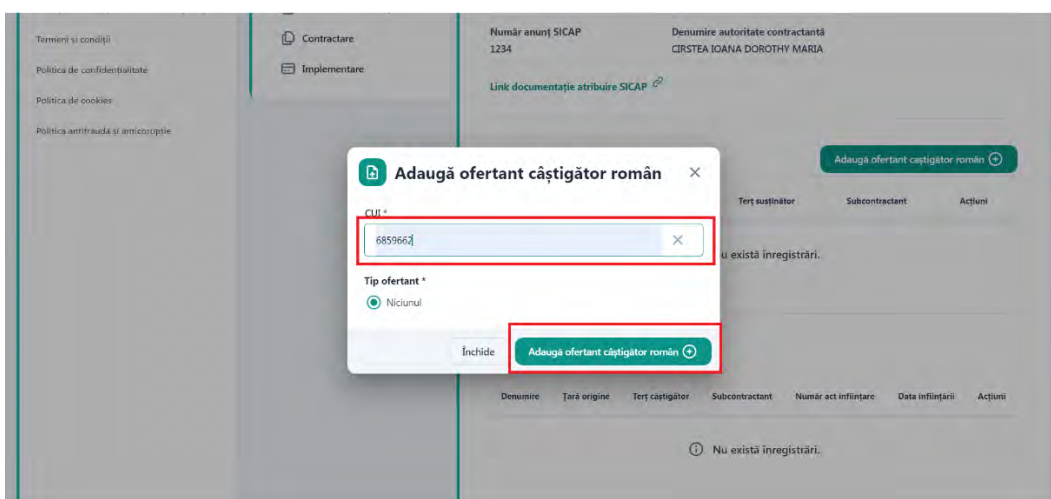 Termeni și condiții
Politica de confidențialitate
Politica de cookies
Politica antifraudă și anticorupție
Contractare
Implementare
Număr anunț SICAP
1234
Denumire autoritate contractantă
CIRSTEA IOANA DOROTHY MARIA
Link documentație atribuire SICAP
Adaugă ofertant câștigător român
Terț susținător Subcontractant Acțiuni
există înregistrări.
Adaugă ofertant câștigător român
CUI *
6859662
Tip ofertant *
Niciunul
Închide
Adaugă ofertant câștigător român
Denumire Țară origine Terț câștigător Subcontractant Număr act înființare Data înființării Acțiuni
Nu există înregistrări.